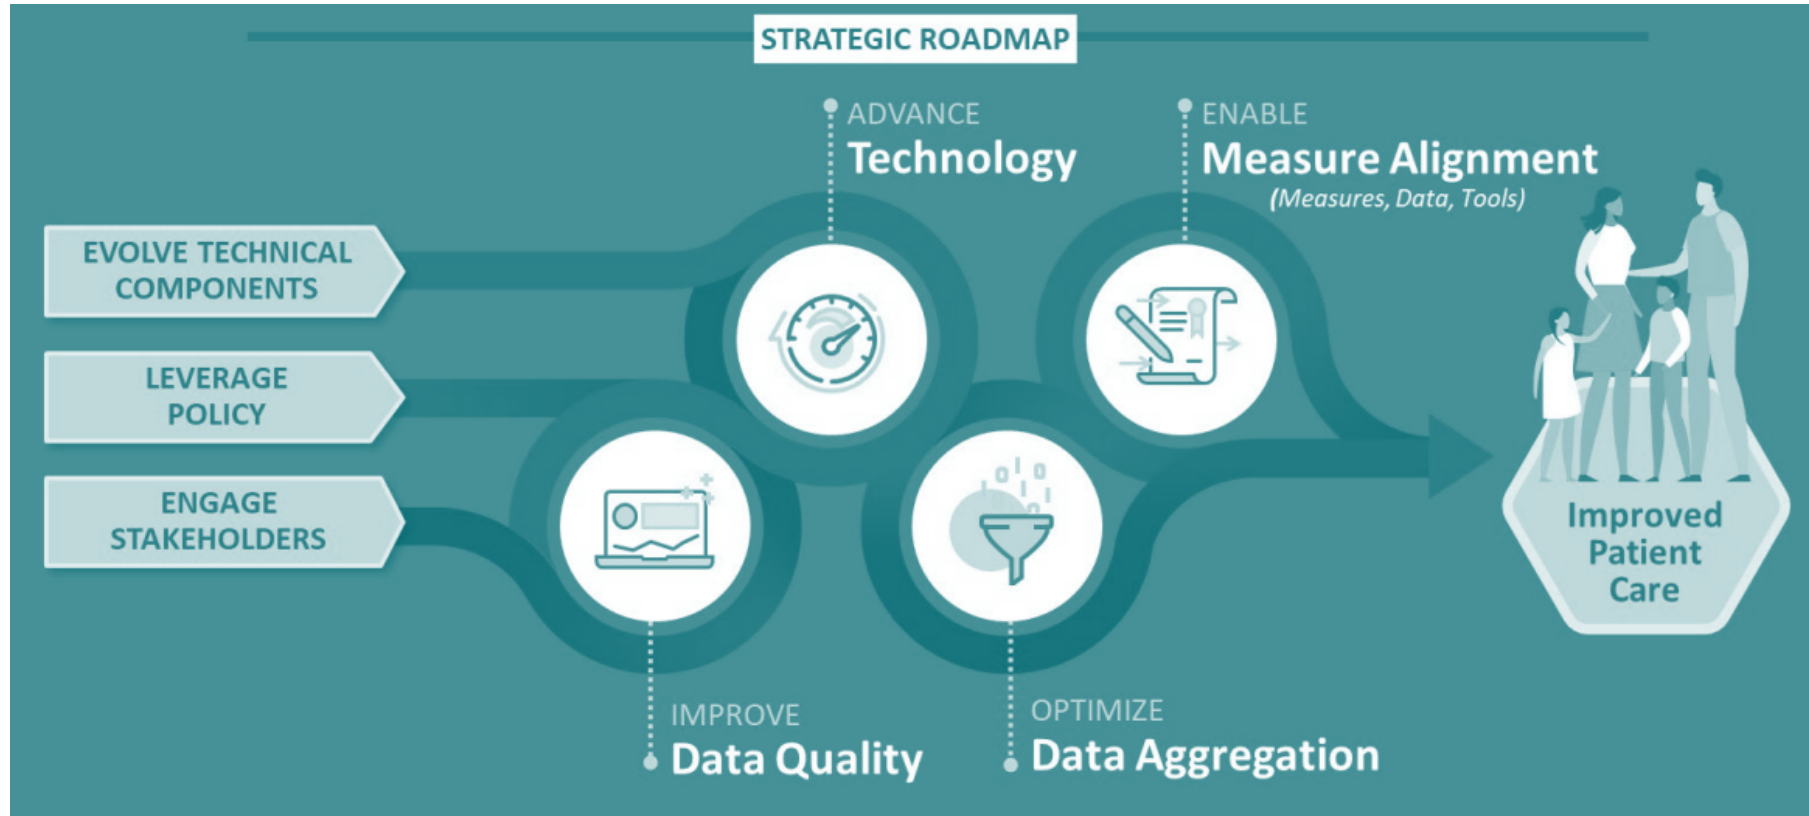 STRATEGIC ROADMAP
ADVANCE
Technology
ENABLE
Measure Alignment
(Measures, Data, Tools)
EVOLVE TECHNICAL
COMPONENTS
LEVERAGE
POLICY
ENGAGE
STAKEHOLDERS
IMPROVE
Data Quality
OPTIMIZE
Data Aggregation
Improved
Patient
Care